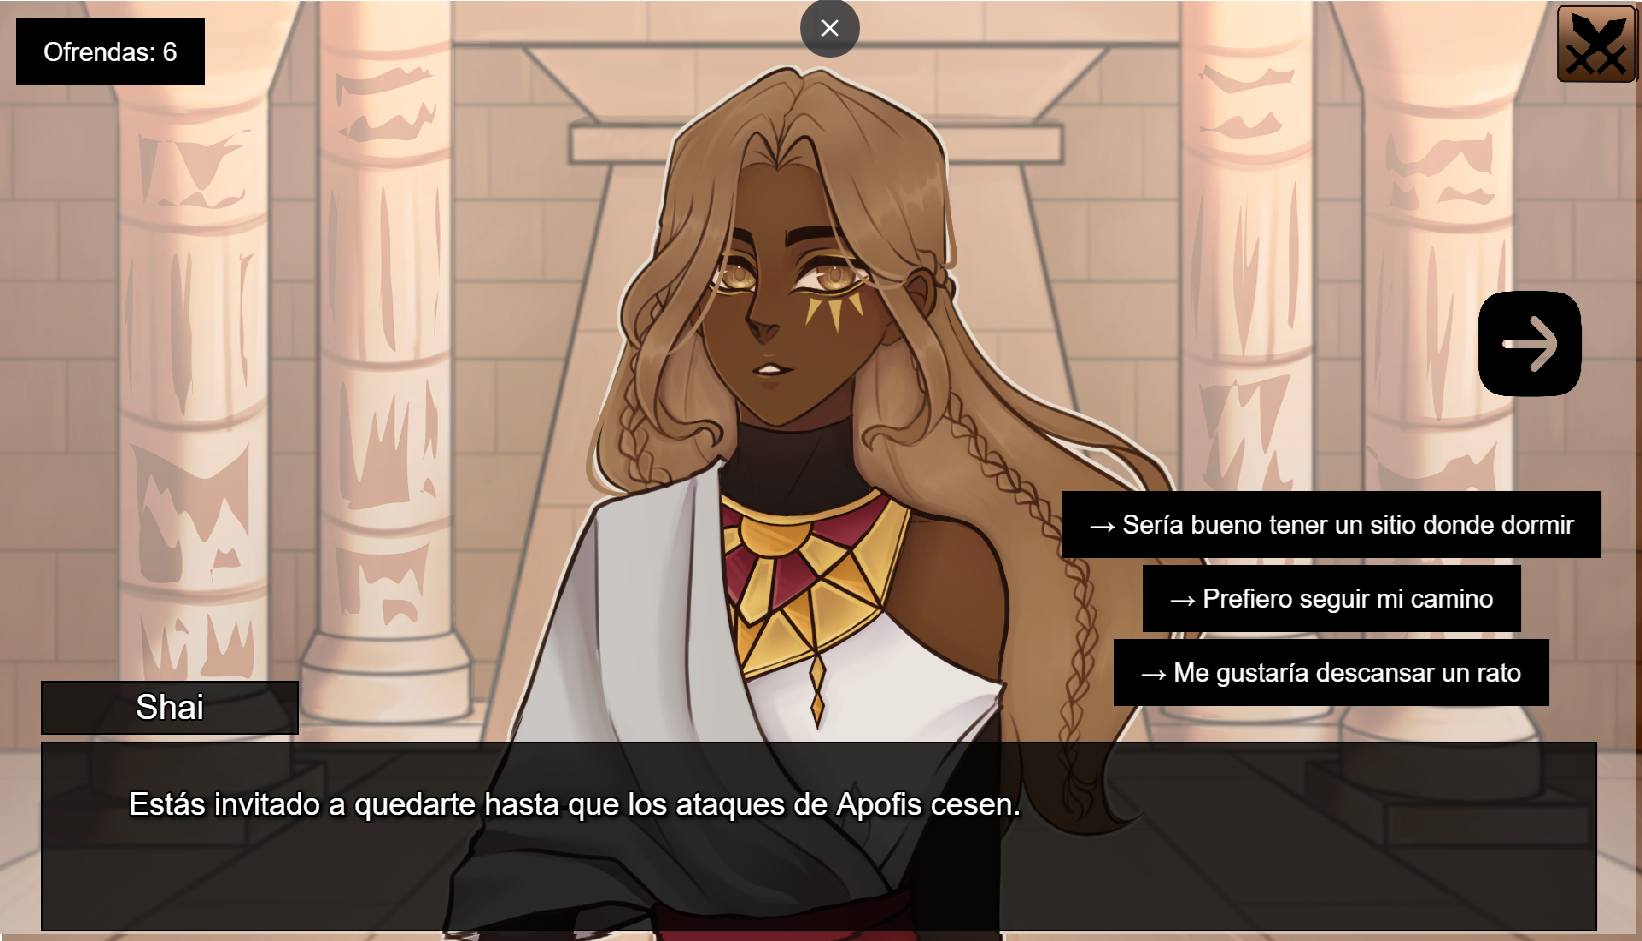 Ofrendas: 6
→ Sería bueno tener un sitio donde dormir
→ Prefiero seguir mi camino
→ Me gustaría descansar un rato
Shai
Estás invitado a quedarte hasta que los ataques de Apofis cesen.